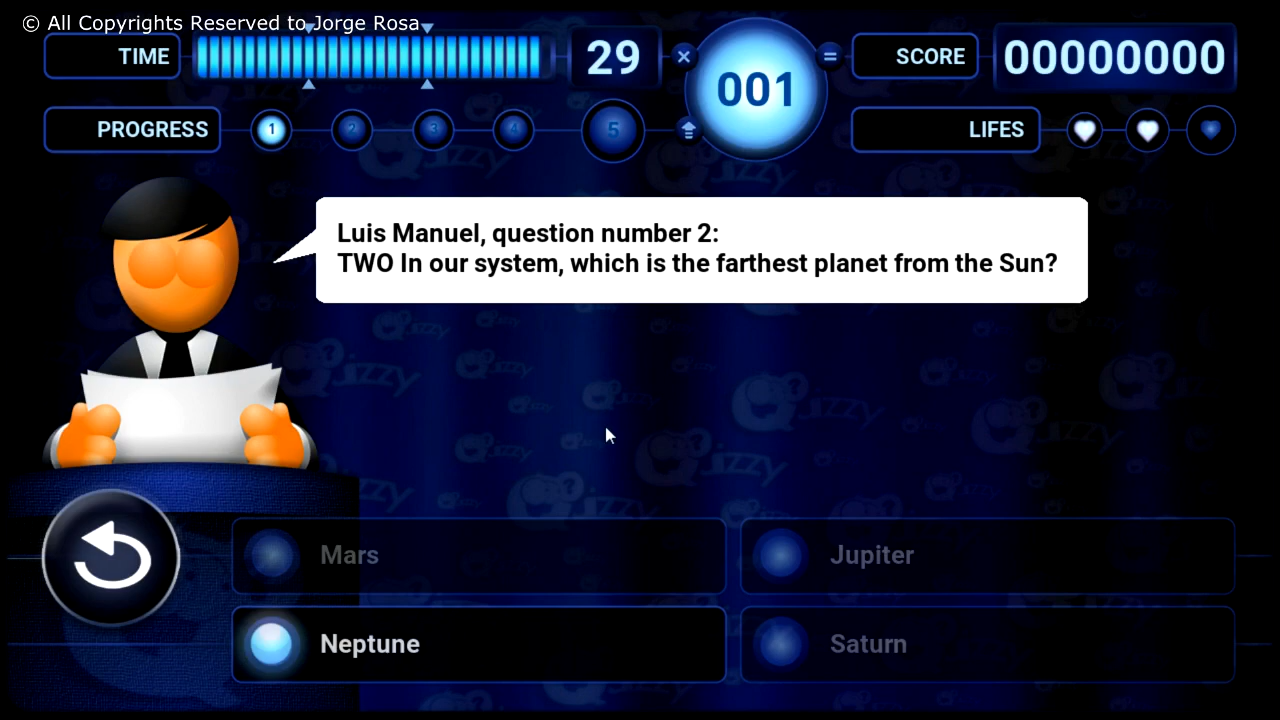 © All Copyrights Reserved to Jorge Rosa
TIME
29
×
001
=
SCORE
00000000
PROGRESS
1
2
3
4
5
LIFES
Luis Manuel, question number 2:
TWO In our system, which is the farthest planet from the Sun?
Mars
Jupiter
Neptune
Saturn